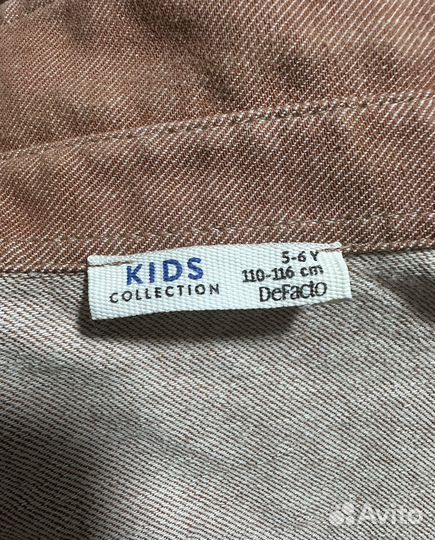 KIDS
COLLECTION
5-6 Y
110-116 cm
DeFacto
Avito